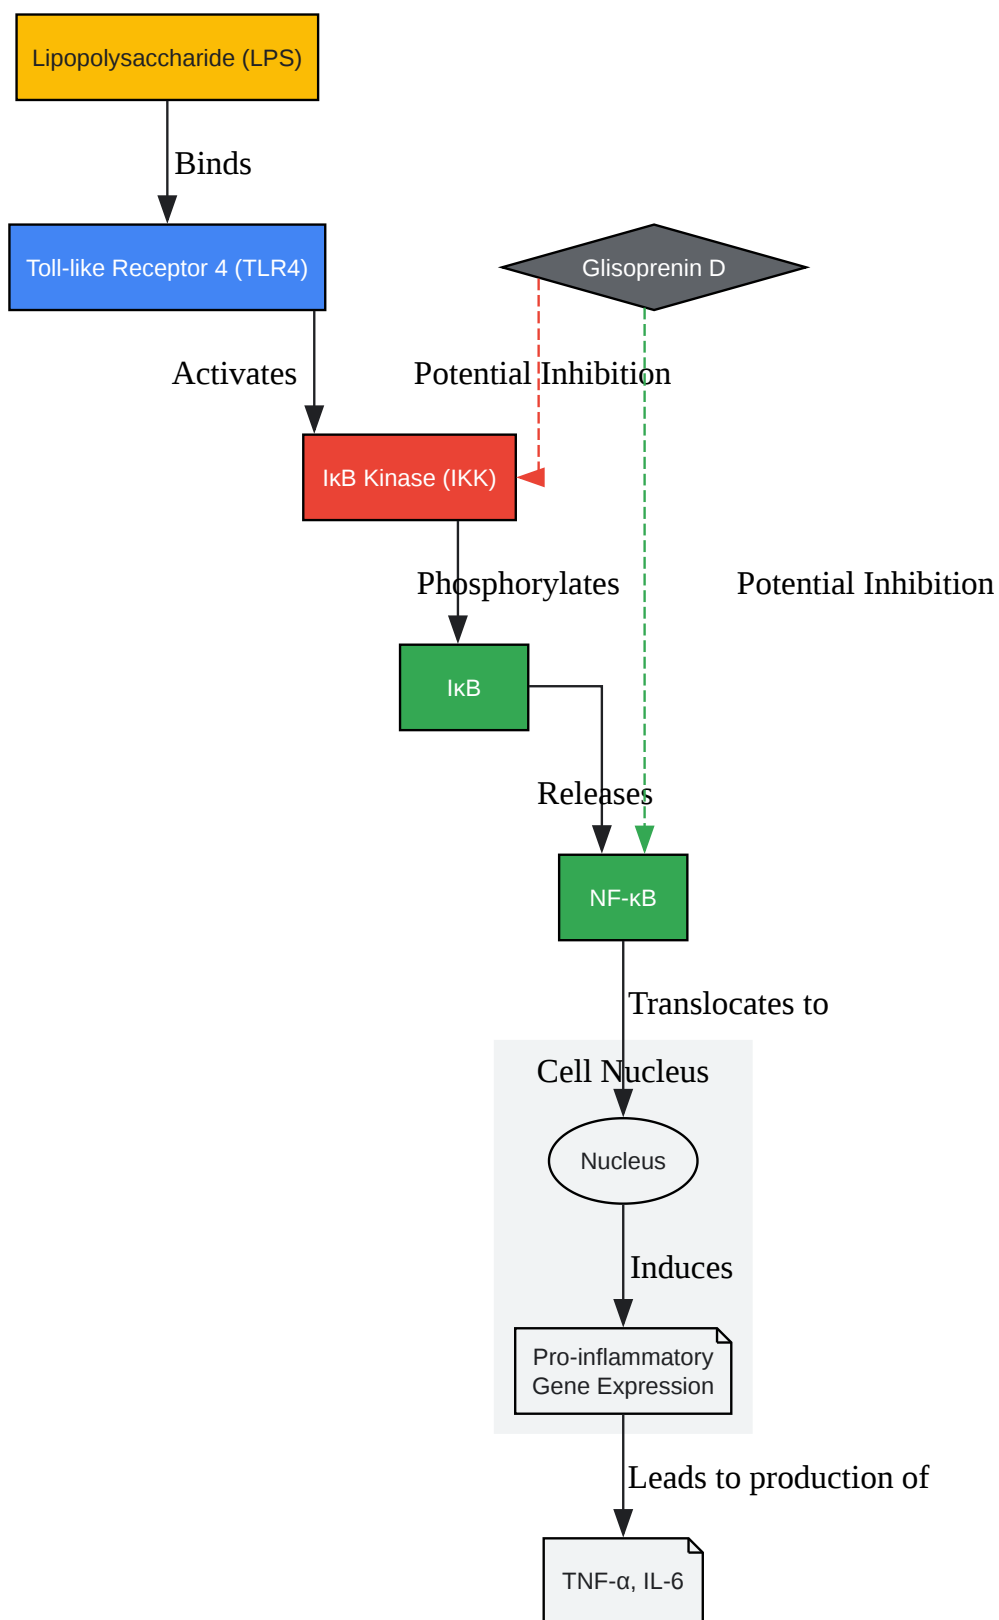 Lipopolysaccharide (LPS)
Binds
Toll-like Receptor 4 (TLR4)
Glisoprenin D
Activates
Potential Inhibition
IκB Kinase (IKK)
Phosphorylates
Potential Inhibition
IκB
Releases
NF-κB
Translocates to
Cell Nucleus
Nucleus
Induces
Pro-inflammatory
Gene Expression
Leads to production of
TNF-α, IL-6